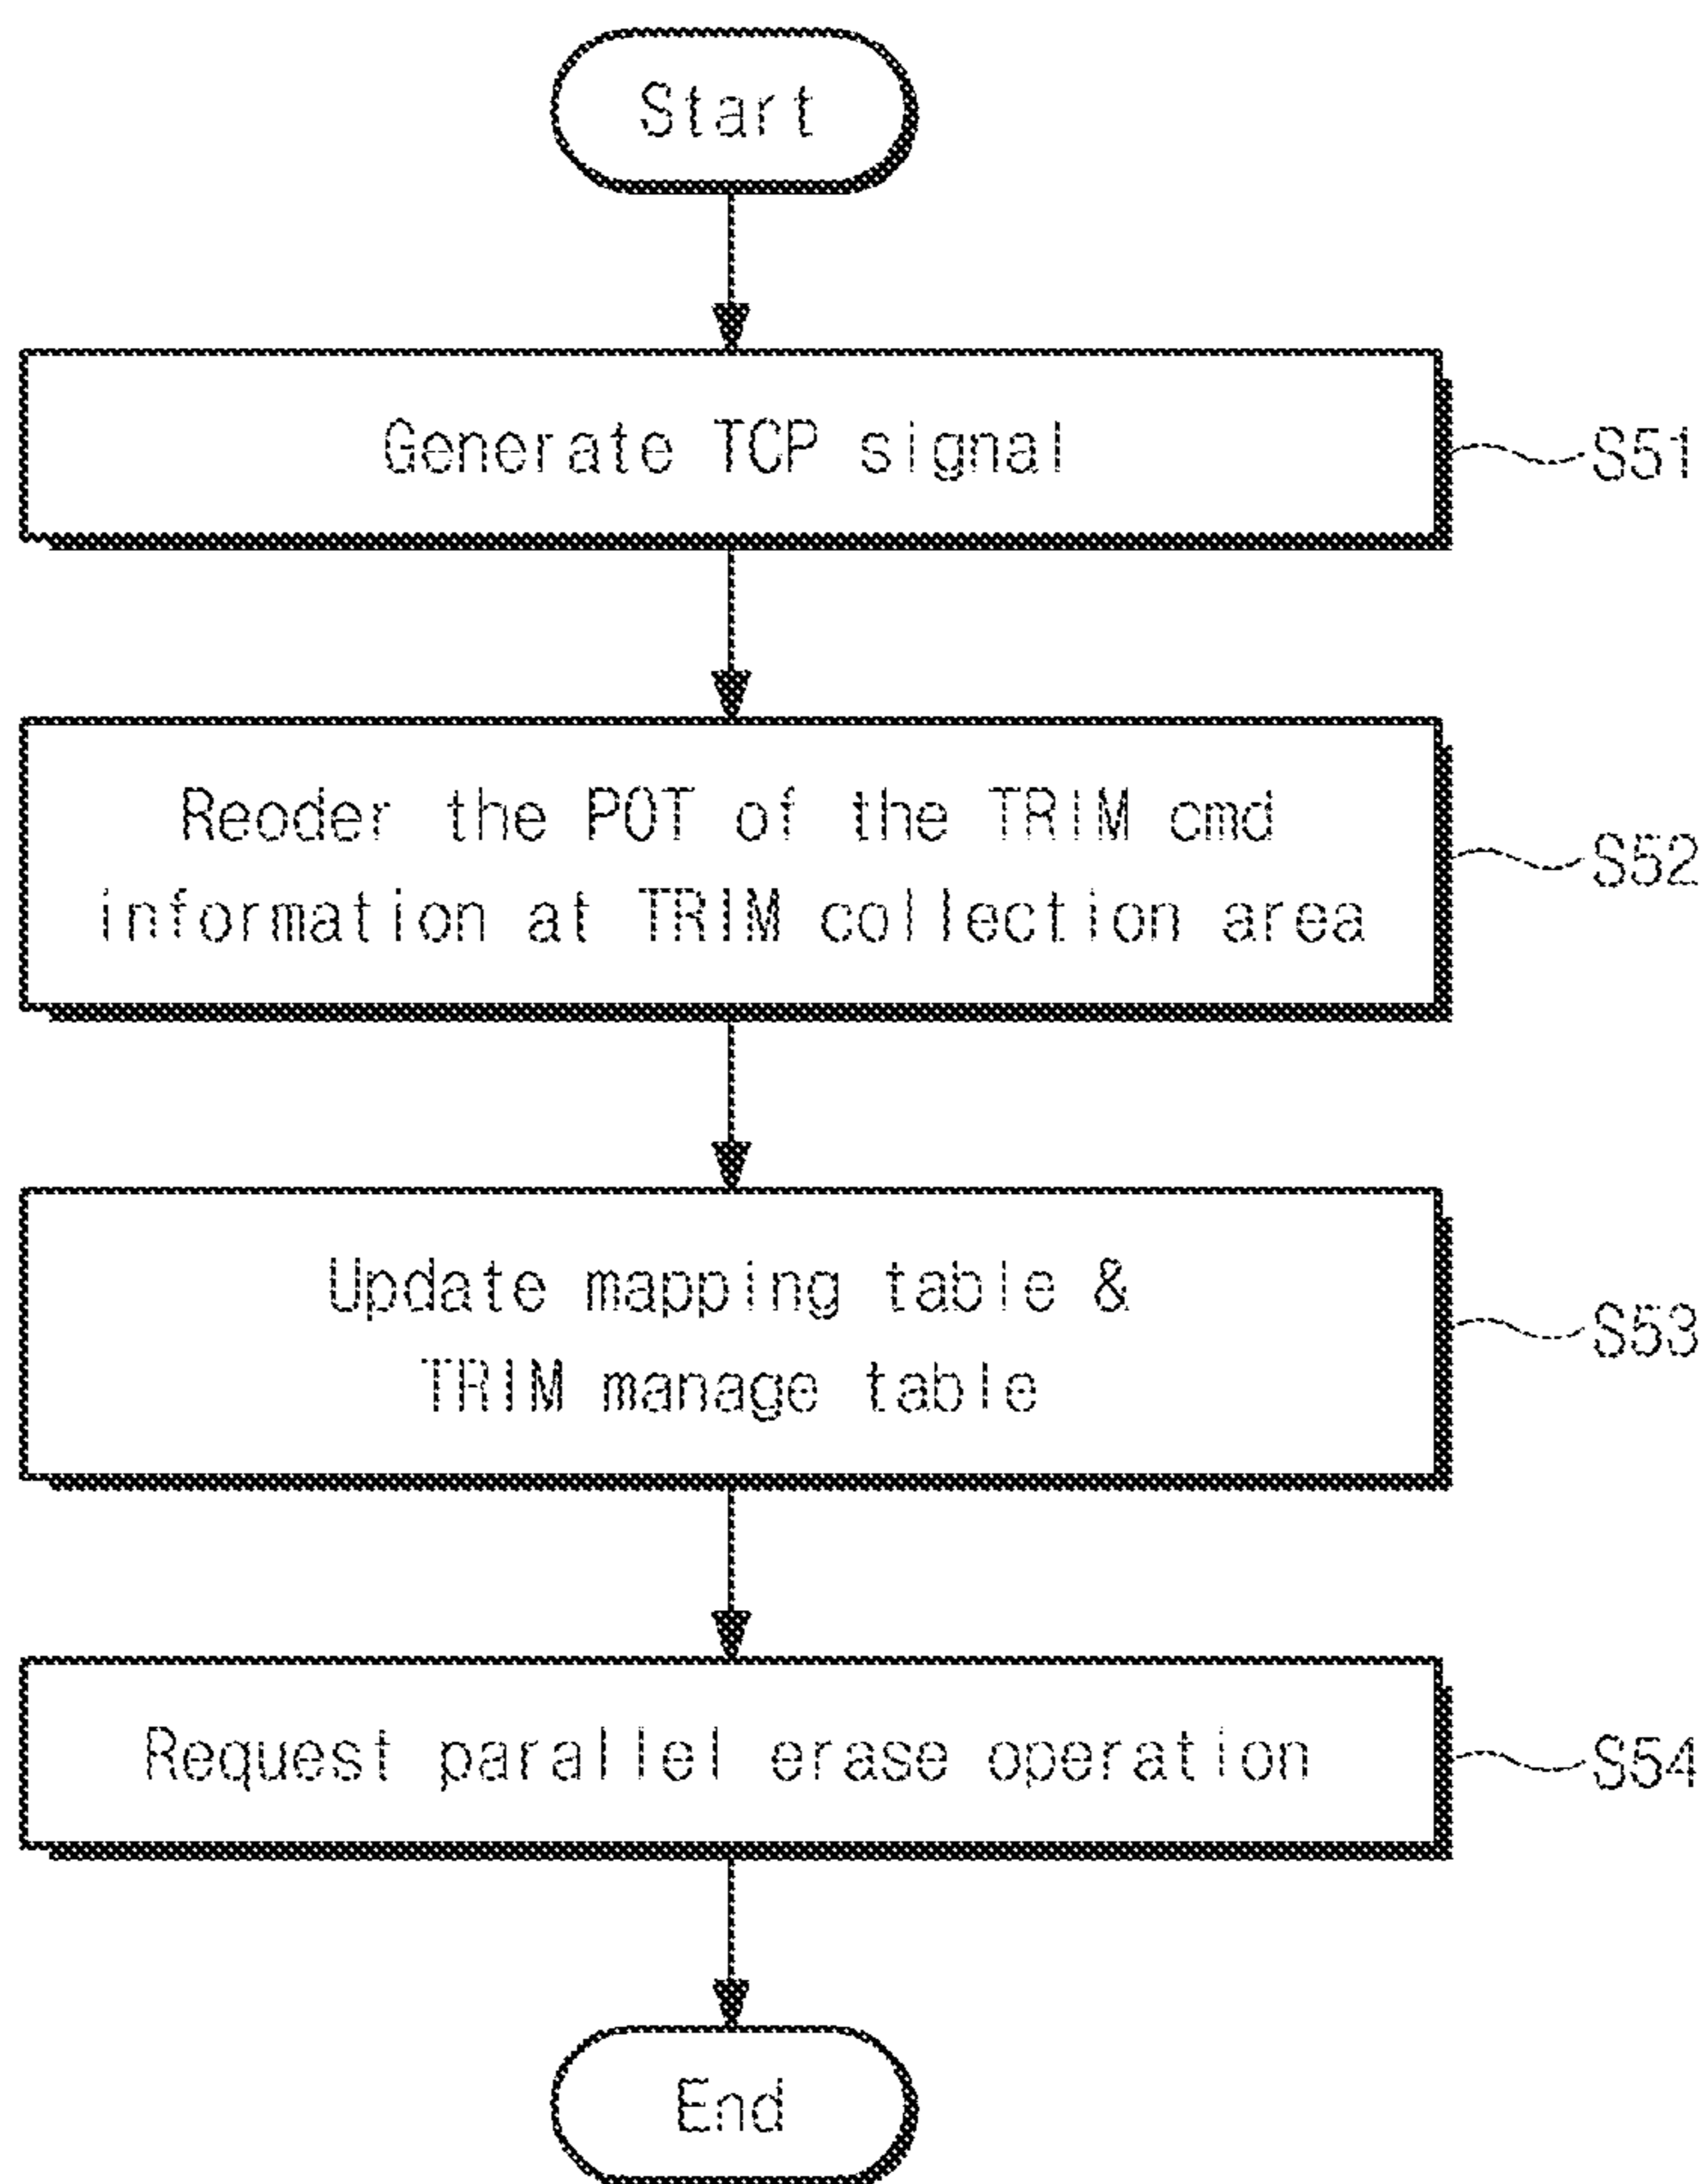 Start
Generate TCP signal
S51
Reoder the POT of the TRIM cmd
information at TRIM collection area
S52
Update mapping table &
TRIM manage table
S53
Request parallel erase operation
S54
End